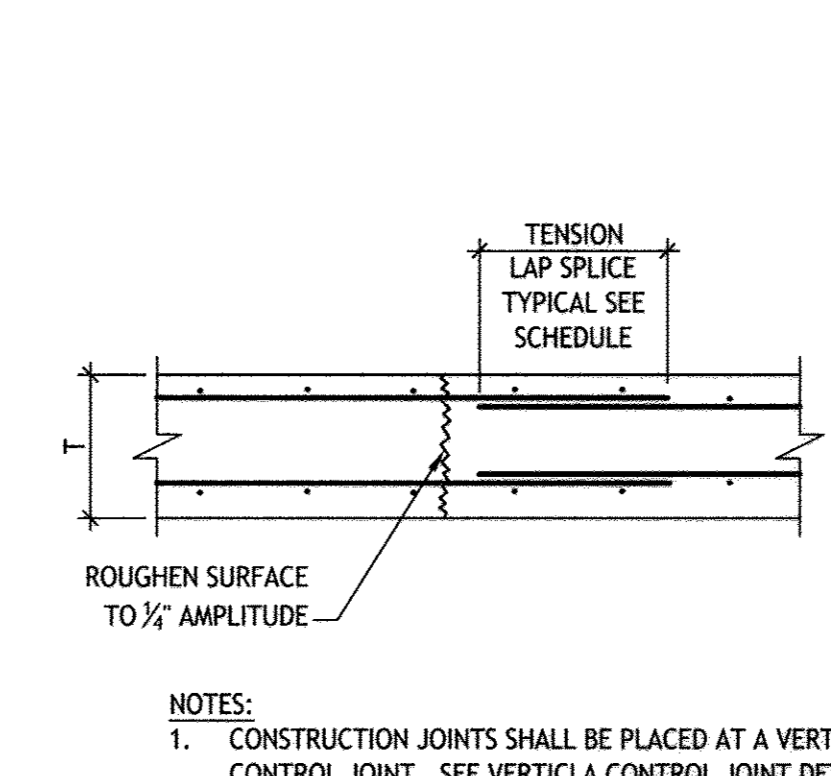 TENSION
LAP SPLICE
TYPICAL SEE
SCHEDULE
T
ROUGHEN SURFACE
TO ¼" AMPLITUDE
NOTES:
1. CONSTRUCTION JOINTS SHALL BE PLACED AT A VERT
CONTROL JOINT. SEE VERTICLA CONTROL JOINT DE